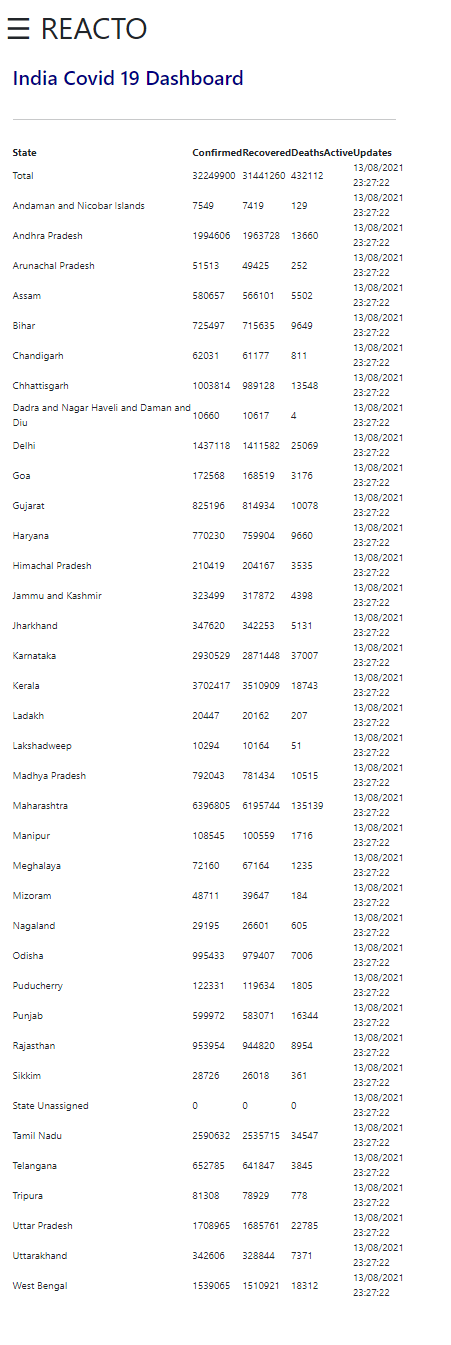 ☰ REACTO
India Covid 19 Dashboard
State ConfirmedRecoveredDeathsActiveUpdates
Total 32249900 31441260 432112 13/08/2021 23:27:22
Andaman and Nicobar Islands 7549 7419 129 13/08/2021 23:27:22
Andhra Pradesh 1994606 1963728 13660 13/08/2021 23:27:22
Arunachal Pradesh 51513 49425 252 13/08/2021 23:27:22
Assam 580657 566101 5502 13/08/2021 23:27:22
Bihar 725497 715635 9649 13/08/2021 23:27:22
Chandigarh 62031 61177 811 13/08/2021 23:27:22
Chhattisgarh 1003814 989128 13548 13/08/2021 23:27:22
Dadra and Nagar Haveli and Daman and Diu 10660 10617 4 13/08/2021 23:27:22
Delhi 1437118 1411582 25069 13/08/2021 23:27:22
Goa 172568 168519 3176 13/08/2021 23:27:22
Gujarat 825196 814934 10078 13/08/2021 23:27:22
Haryana 770230 759904 9660 13/08/2021 23:27:22
Himachal Pradesh 210419 204167 3535 13/08/2021 23:27:22
Jammu and Kashmir 323499 317872 4398 13/08/2021 23:27:22
Jharkhand 347620 342253 5131 13/08/2021 23:27:22
Karnataka 2930529 2871448 37007 13/08/2021 23:27:22
Kerala 3702417 3510909 18743 13/08/2021 23:27:22
Ladakh 20447 20162 207 13/08/2021 23:27:22
Lakshadweep 10294 10164 51 13/08/2021 23:27:22
Madhya Pradesh 792043 781434 10515 13/08/2021 23:27:22
Maharashtra 6396805 6195744 135139 13/08/2021 23:27:22
Manipur 108545 100559 1716 13/08/2021 23:27:22
Meghalaya 72160 67164 1235 13/08/2021 23:27:22
Mizoram 48711 39647 184 13/08/2021 23:27:22
Nagaland 29195 26601 605 13/08/2021 23:27:22
Odisha 995433 979407 7006 13/08/2021 23:27:22
Puducherry 122331 119634 1805 13/08/2021 23:27:22
Punjab 599972 583071 16344 13/08/2021 23:27:22
Rajasthan 953954 944820 8954 13/08/2021 23:27:22
Sikkim 28726 26018 361 13/08/2021 23:27:22
State Unassigned 0 0 0 13/08/2021 23:27:22
Tamil Nadu 2590632 2535715 34547 13/08/2021 23:27:22
Telangana 652785 641847 3845 13/08/2021 23:27:22
Tripura 81308 78929 778 13/08/2021 23:27:22
Uttar Pradesh 1708965 1685761 22785 13/08/2021 23:27:22
Uttarakhand 342606 328844 7371 13/08/2021 23:27:22
West Bengal 1539065 1510921 18312 13/08/2021 23:27:22